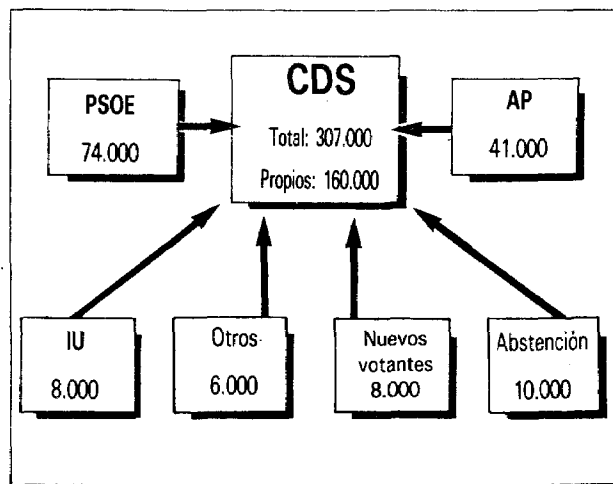 CDS
Total: 307.000
Propios: 160.000
PSOE
74.000
AP
41.000
IU
8.000
Otros
6.000
Nuevos
votantes
8.000
Abstención
10.000